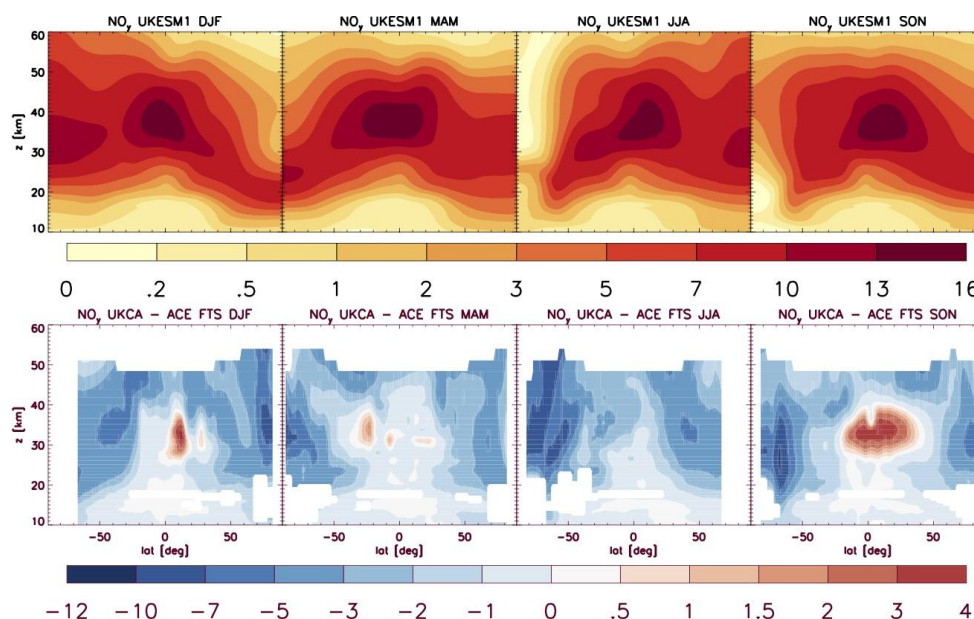 NOy UKESM1 DJF NOy UKESM1 MAM NOy UKESM1 JJA NOy UKESM1 SON
60
50
40
30
20
10
z [km]
0 .2 .5 1 2 3 5 7 10 13 16
NOy UKCA − ACE FTS DJF NOy UKCA − ACE FTS MAM NOy UKCA − ACE FTS JJA NOy UKCA − ACE FTS SON
60
50
40
30
20
10
z [km]
−50 0 50 −50 0 50 −50 0 50 −50 0 50
lat [deg] lat [deg] lat [deg] lat [deg]
−12 −10 −7 −5 −3 −2 −1 0 .5 1 1.5 2 3 4